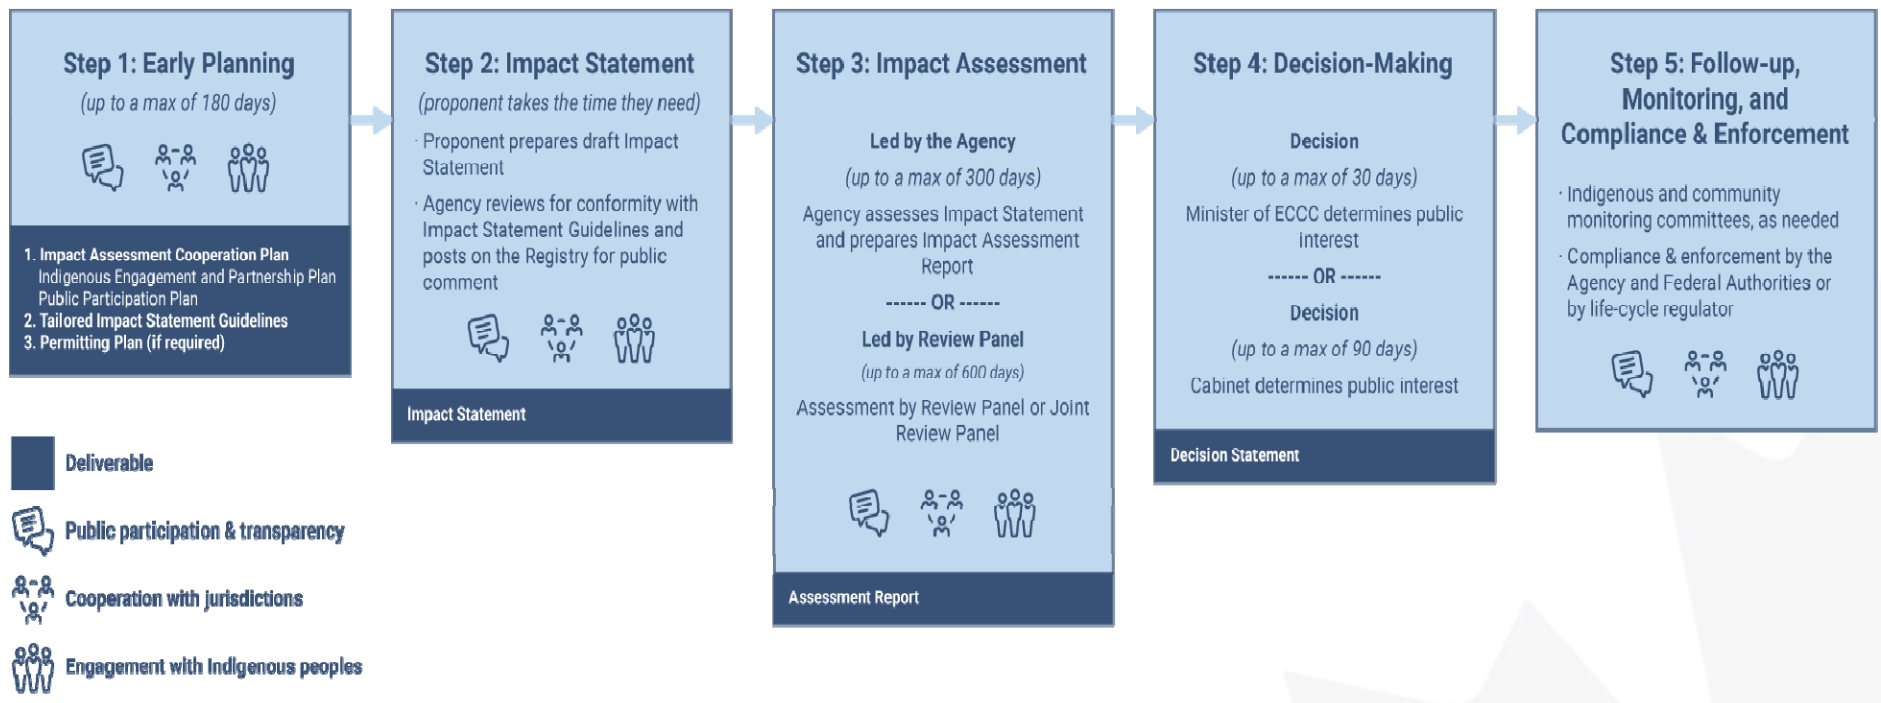 Step 1: Early Planning
(up to a max of 180 days)
1. Impact Assessment Cooperation Plan
Indigenous Engagement and Partnership Plan
Public Participation Plan
2. Tailored Impact Statement Guidelines
3. Permitting Plan (if required)
Step 2: Impact Statement
(proponent takes the time they need)
· Proponent prepares draft Impact
Statement
· Agency reviews for conformity with
Impact Statement Guidelines and
posts on the Registry for public
comment
Impact Statement
Step 3: Impact Assessment
Led by the Agency
(up to a max of 300 days)
Agency assesses Impact Statement
and prepares Impact Assessment
Report
------ OR ------
Led by Review Panel
(up to a max of 600 days)
Assessment by Review Panel or Joint
Review Panel
Assessment Report
Step 4: Decision-Making
Decision
(up to a max of 30 days)
Minister of ECCC determines public
interest
------ OR ------
Decision
(up to a max of 90 days)
Cabinet determines public interest
Decision Statement
Step 5: Follow-up,
Monitoring, and
Compliance & Enforcement
· Indigenous and community
monitoring committees, as needed
· Compliance & enforcement by the
Agency and Federal Authorities or
by life-cycle regulator
Deliverable
Public participation & transparency
Cooperation with jurisdictions
Engagement with Indigenous peoples